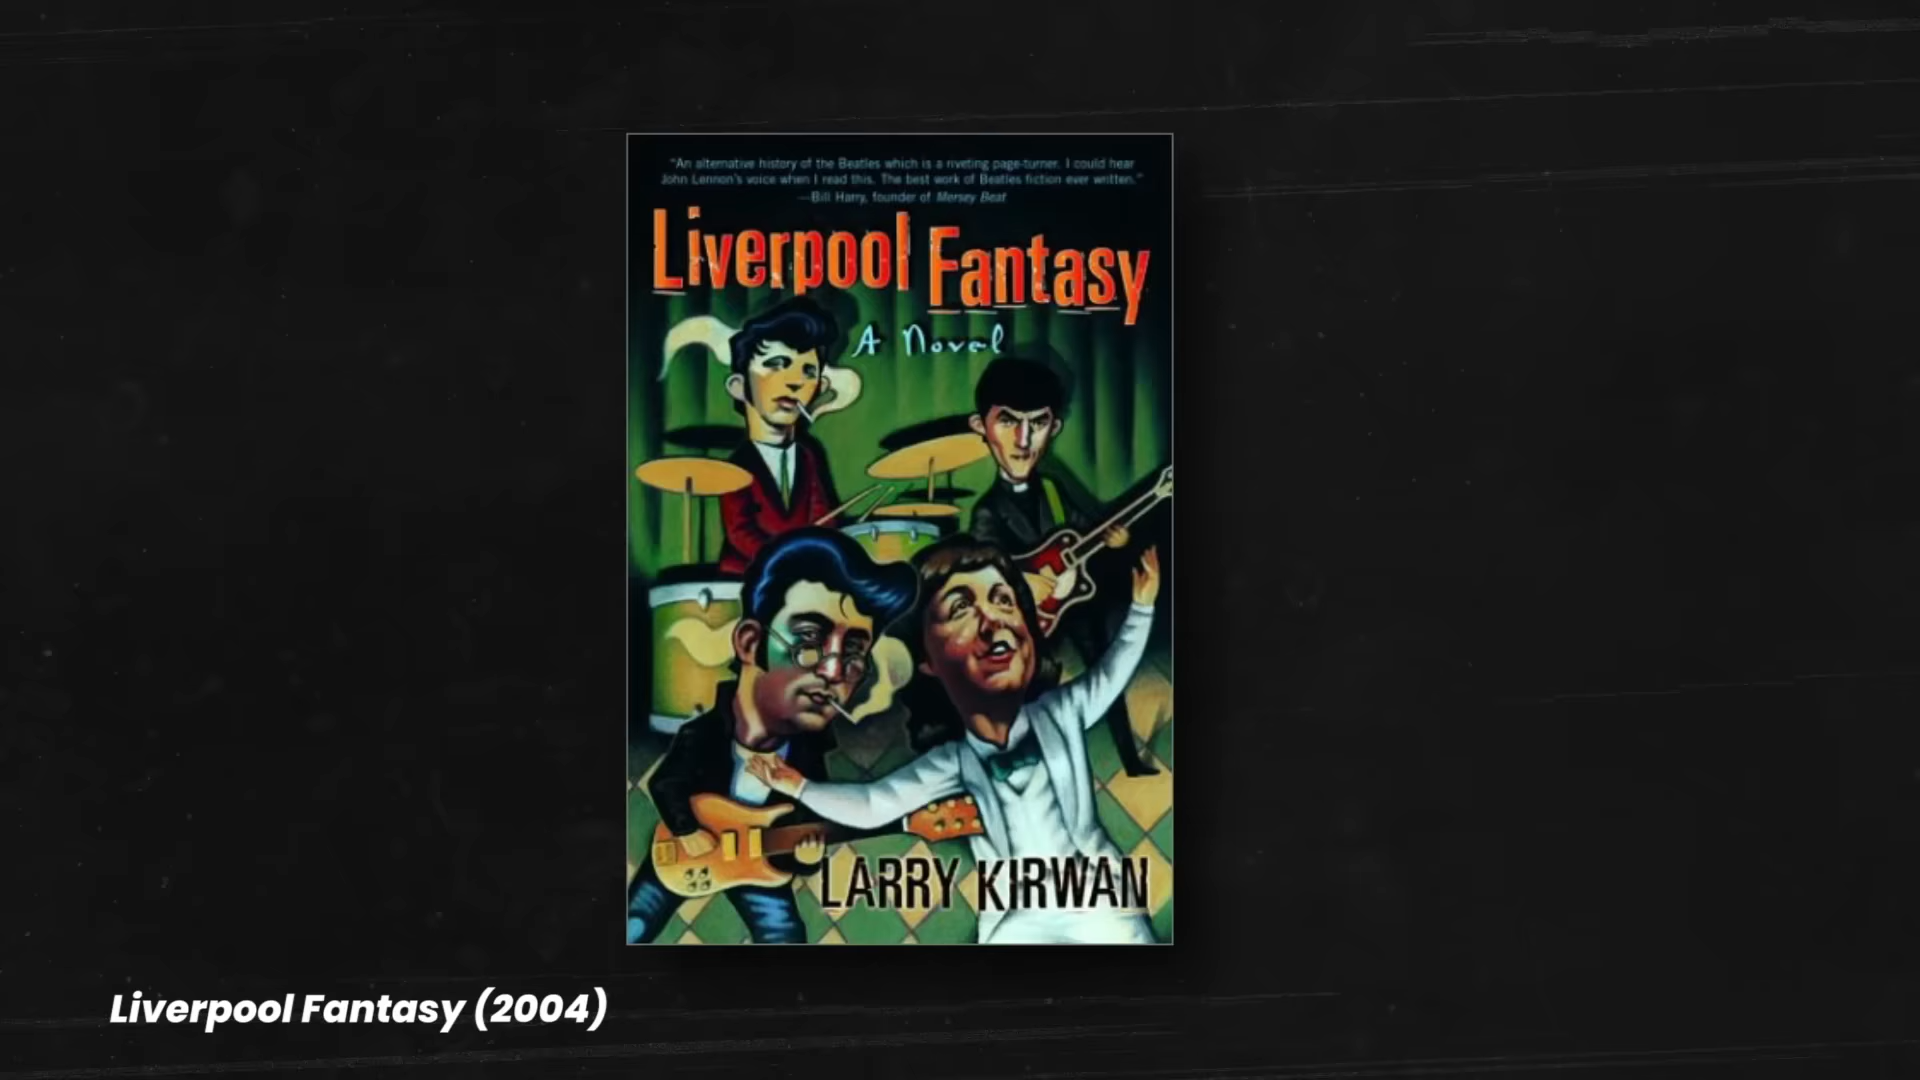 "An alternative history of the Beatles which is a riveting page-turner. I could hear
John Lennon's voice when I read this. The best work of Beatles fiction ever written."
—Bill Harry, founder of Mersey Beat
Liverpool Fantasy
A Novel
LARRY KIRWAN
Liverpool Fantasy (2004)